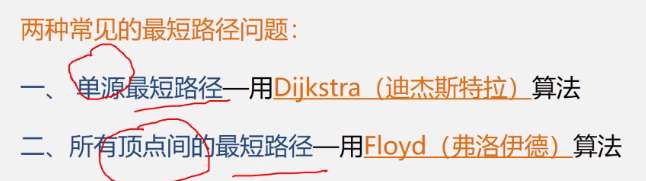 两种常见的最短路径问题：
一、单源最短路径—用Dijkstra（迪杰斯特拉）算法
二、所有顶点间的最短路径—用Floyd（弗洛伊德）算法